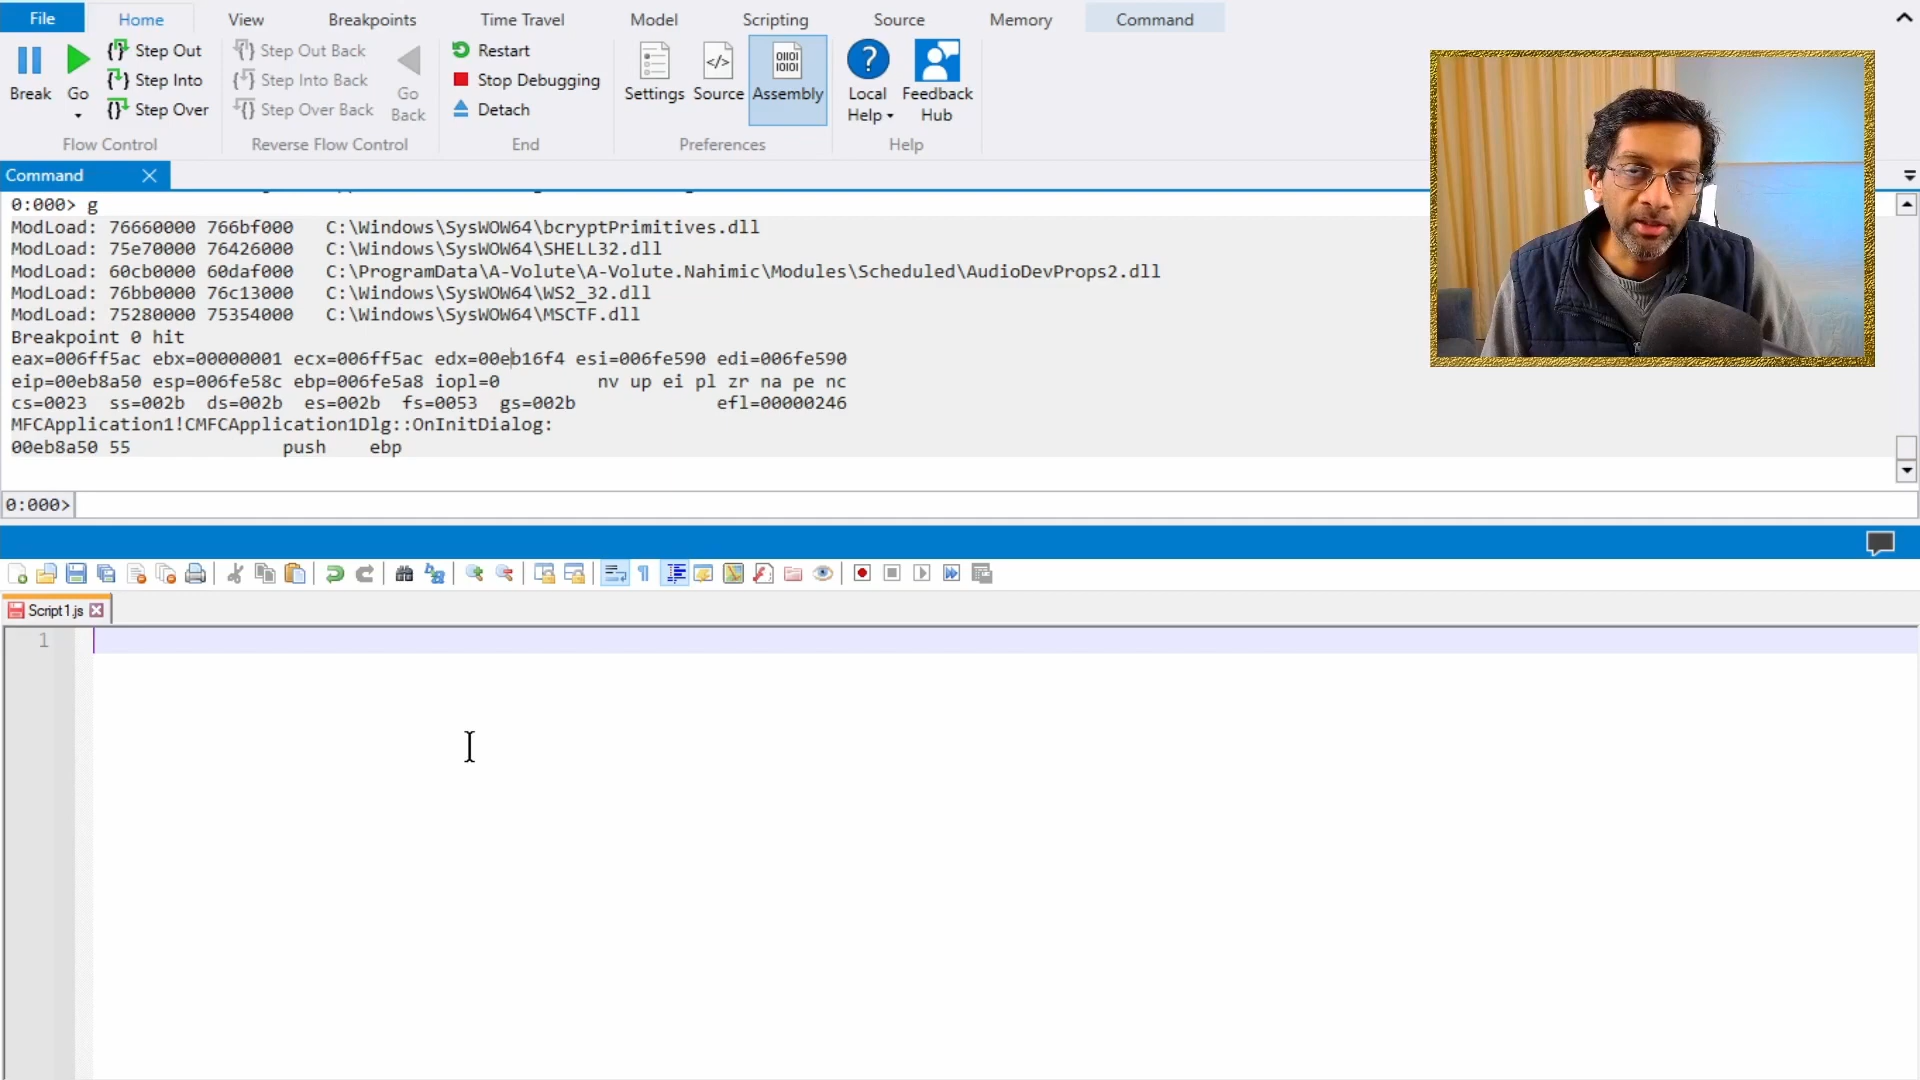 File Home View Breakpoints Time Travel Model Scripting Source Memory Command
Break
Go
Step Out
Step Into
Step Over
Flow Control
Step Out Back
Step Into Back
Step Over Back
Go Back
Reverse Flow Control
Restart
Stop Debugging
Detach
End
Settings Source Assembly
Preferences
Local Help
Feedback Hub
Help
Command
0:000> g
ModLoad: 76660000 766bf000   C:\Windows\SysWOW64\bcryptPrimitives.dll
ModLoad: 75e70000 76426000   C:\Windows\SysWOW64\SHELL32.dll
ModLoad: 60cb0000 60daf000   C:\ProgramData\A-Volute\A-Volute.Nahimic\Modules\Scheduled\AudioDevProps2.dll
ModLoad: 76bb0000 76c13000   C:\Windows\SysWOW64\WS2_32.dll
ModLoad: 75280000 75354000   C:\Windows\SysWOW64\MSCTF.dll
Breakpoint 0 hit
eax=006ff5ac ebx=00000001 ecx=006ff5ac edx=00eb16f4 esi=006fe590 edi=006fe590
eip=00eb8a50 esp=006fe58c ebp=006fe5a8 iopl=0         nv up ei pl zr na pe nc
cs=0023  ss=002b  ds=002b  es=002b  fs=0053  gs=002b             efl=00000246
MFCApplication1!CMFCApplication1Dlg::OnInitDialog:
00eb8a50 55              push    ebp
0:000>
Script1.js
1